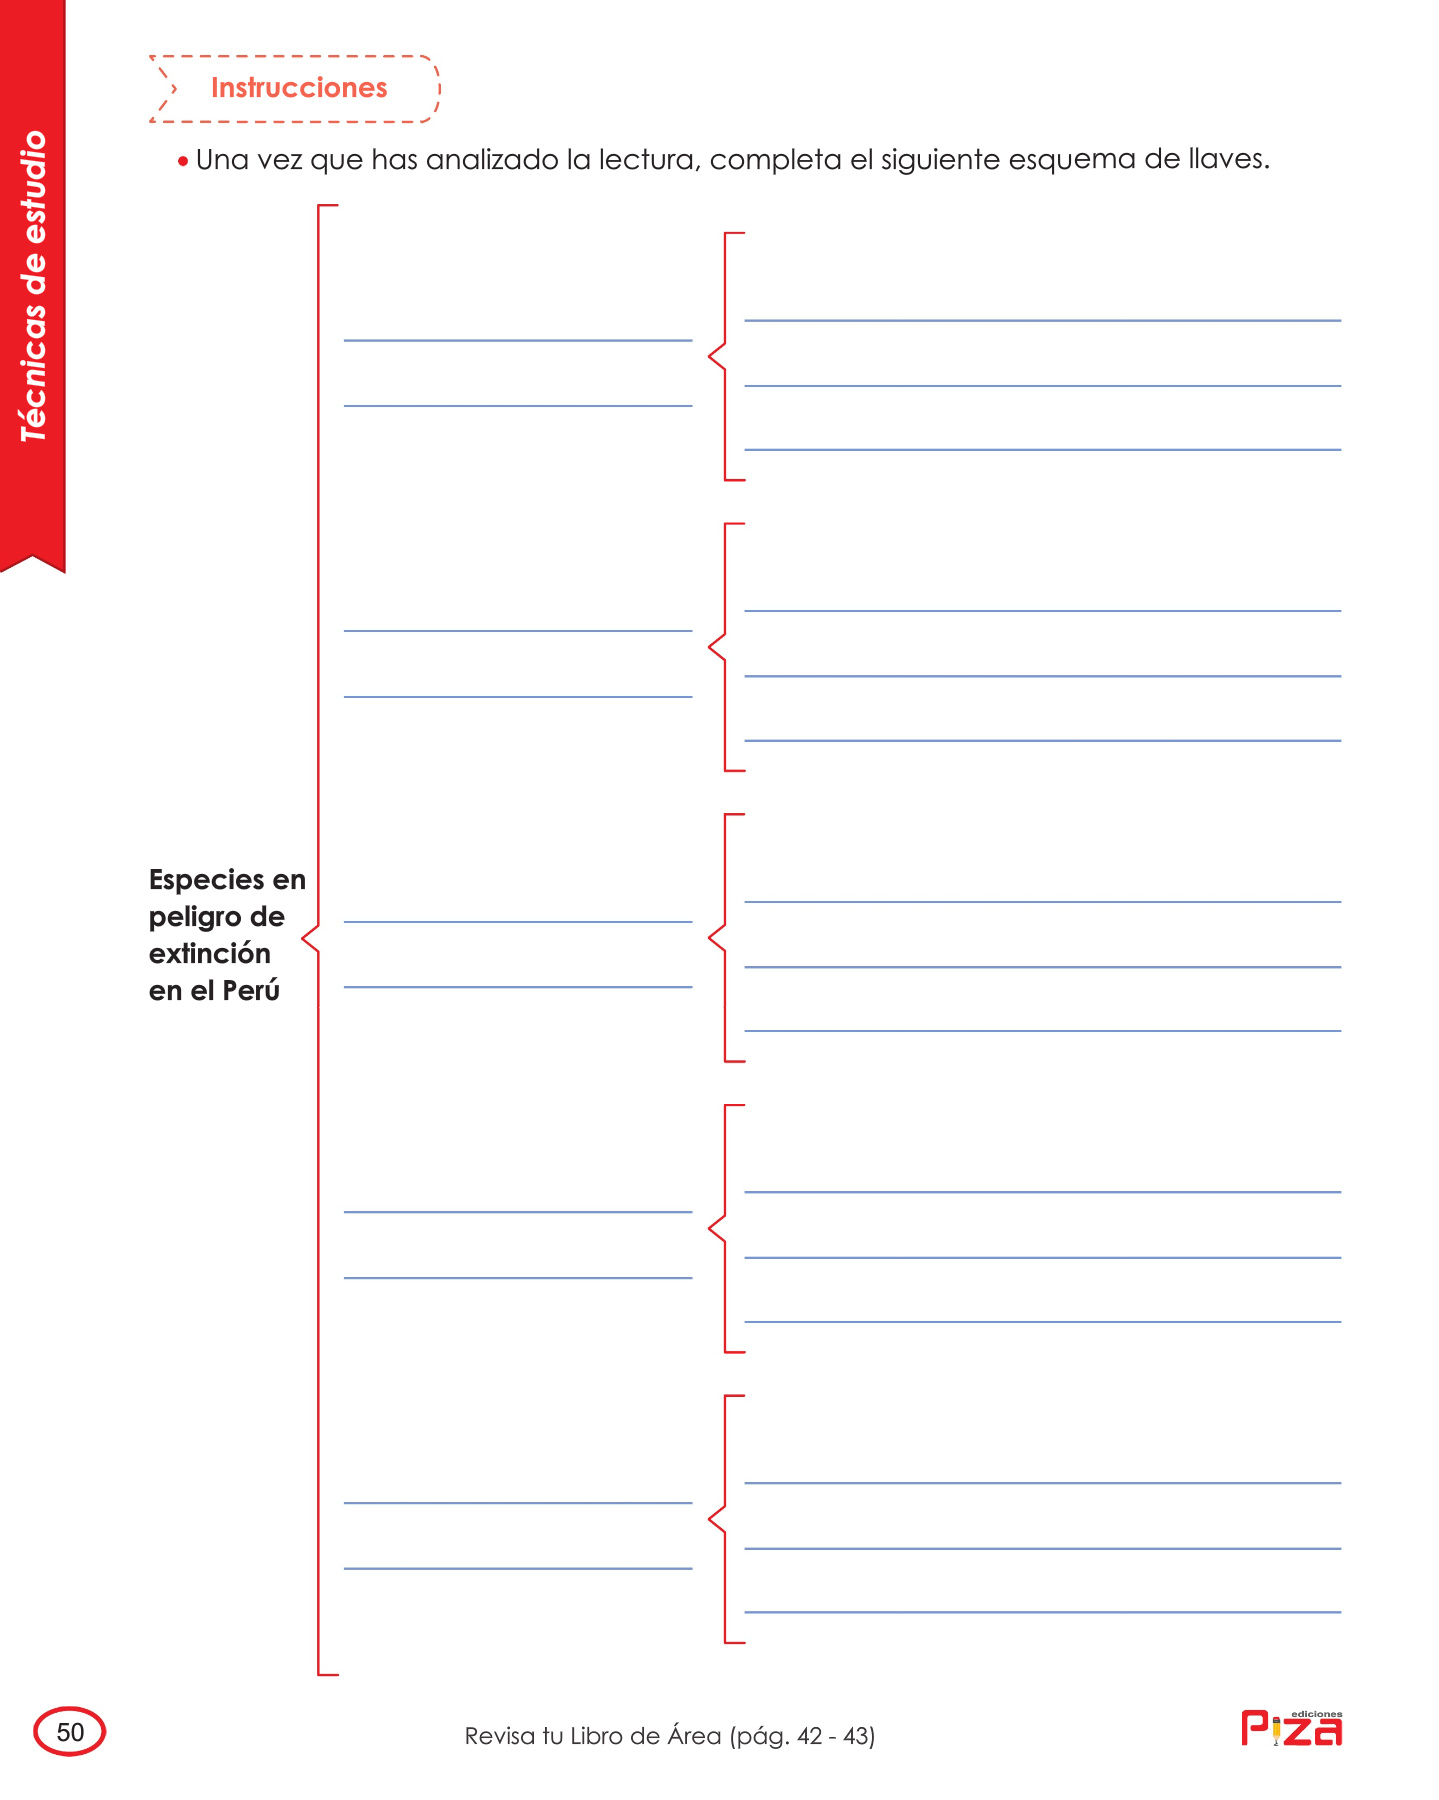 Técnicas de estudio
Instrucciones
• Una vez que has analizado la lectura, completa el siguiente esquema de llaves.
Especies en
peligro de
extinción
en el Perú
50
Revisa tu Libro de Área (pág. 42 - 43)
ediciones
Piza